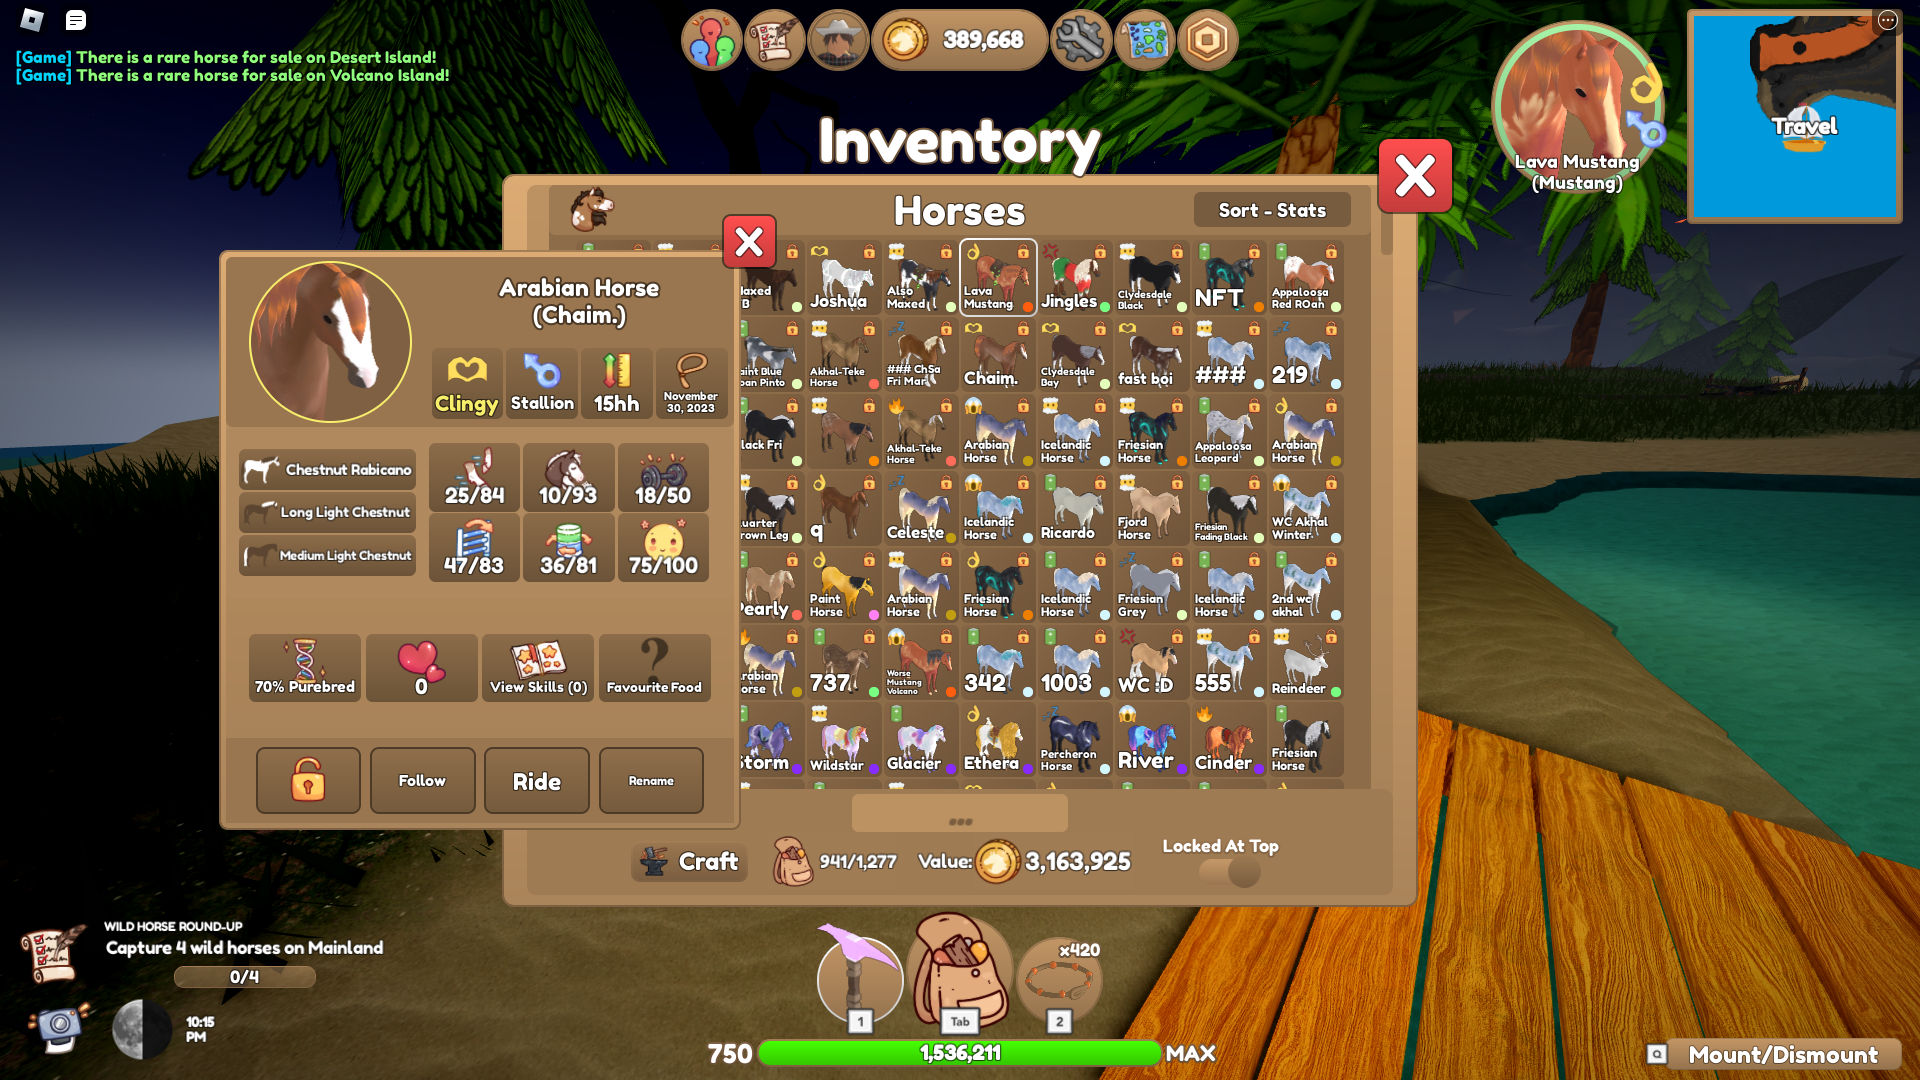 [Game] There is a rare horse for sale on Desert Island!
[Game] There is a rare horse for sale on Volcano Island!
389,668
Travel
Lava Mustang
(Mustang)
Inventory
Horses
Sort - Stats
Joshua
Also
Maxed
Lava
Mustang
Jingles
Clydesdale
Black
NFT
Appaloosa
Red ROan
Akhal-Teke
Horse
### ChSa
Fri Mar
Chaim.
Clydesdale
Bay
fast boi
###
219
Akhal-Teke
Horse
Arabian
Horse
Icelandic
Horse
Friesian
Horse
Appaloosa
Leopard
Arabian
Horse
q
Celeste
Icelandic
Horse
Ricardo
Fjord
Horse
Friesian
Fading Black
WC Akhal
Winter
Pearly
Paint
Horse
Arabian
Horse
Friesian
Horse
Icelandic
Horse
Friesian
Grey
Icelandic
Horse
2nd wc
akhal
737
Worse
Mustang
Volcano
342
1003
WC :D
555
Reindeer
Storm
Wildstar
Glacier
Ethera
Percheron
Horse
River
Cinder
Friesian
Horse
Arabian Horse
(Chaim.)
Clingy
Stallion
15hh
November
30, 2023
Chestnut Rabicano
Long Light Chestnut
Medium Light Chestnut
25/84
10/93
18/50
47/83
36/81
75/100
70% Purebred
0
View Skills (0)
Favourite Food
Follow
Ride
Rename
Craft
941/1,277
Value:
3,163,925
Locked At Top
WILD HORSE ROUND-UP
Capture 4 wild horses on Mainland
0/4
10:15
PM
1
Tab
x420
2
750
1,536,211
MAX
Q
Mount/Dismount